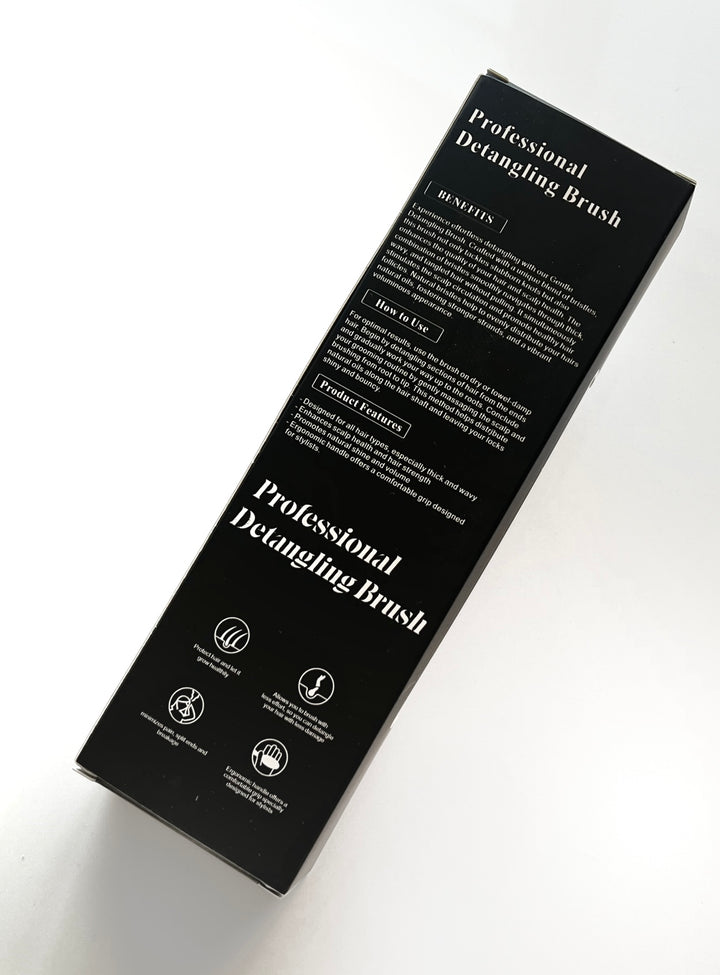 Professional
Detangling Brush
BENEFITS
Experience effortless detangling with our Gentle
Detangling Brush. Crafted with a unique blend of bristles,
this brush not only tackles stubborn knots but also
enhances the quality of your hair and scalp health. The
combination of bristles smoothly navigates through thick,
wavy, and tangled hair without pulling. It simultaneously
stimulates the scalp circulation and promote healthy hair
follicles. Natural bristles help to evenly distribute your hairs
natural oils, fostering stronger strands, and a vibrant
voluminous appearance.
How to Use
For optimal results, use the brush on dry or towel-damp
hair. Begin by detangling sections of hair from the ends
and gradually work your way up to the roots. Conclude
your grooming routine by gently massaging the scalp and
brushing from root to tip. This method helps distribute
natural oils along the hair shaft and leaving your locks
shiny and bouncy.
Product Features
· Designed for all hair types, especially thick and wavy
· Enhances scalp health and hair strength
· Promotes natural shine and volume
· Ergonomic handle offers a comfortable grip designed
for stylists.
Professional
Detangling Brush
Protect hair and let it
grow healthily
Allows you to brush with
less effort, so you can detangle
your hair with less damage
minimizes pain, split ends and
breakage
Ergonomic handle offers a
comfortable grip specially
designed for stylists